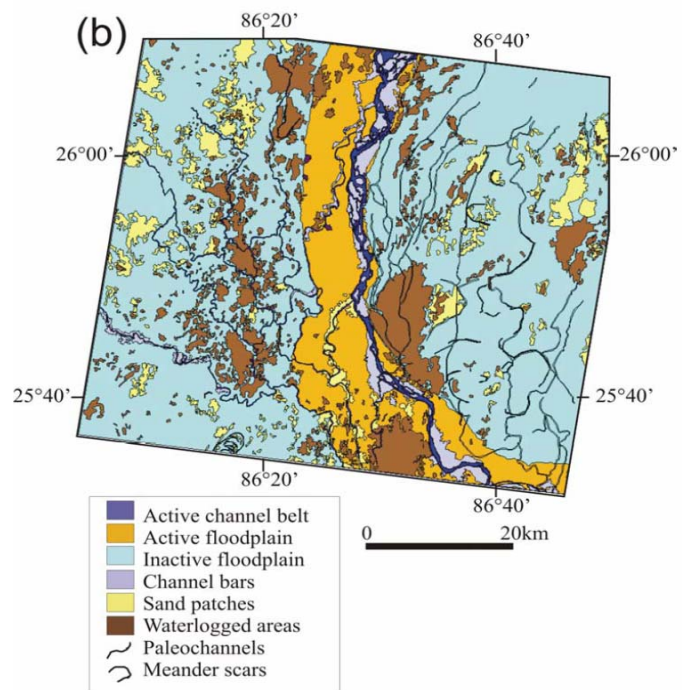 (b)
86°20'
86°40'
26°00'
26°00'
25°40'
25°40'
86°20'
86°40'
Active channel belt
Active floodplain
Inactive floodplain
Channel bars
Sand patches
Waterlogged areas
Paleochannels
Meander scars
0 20km